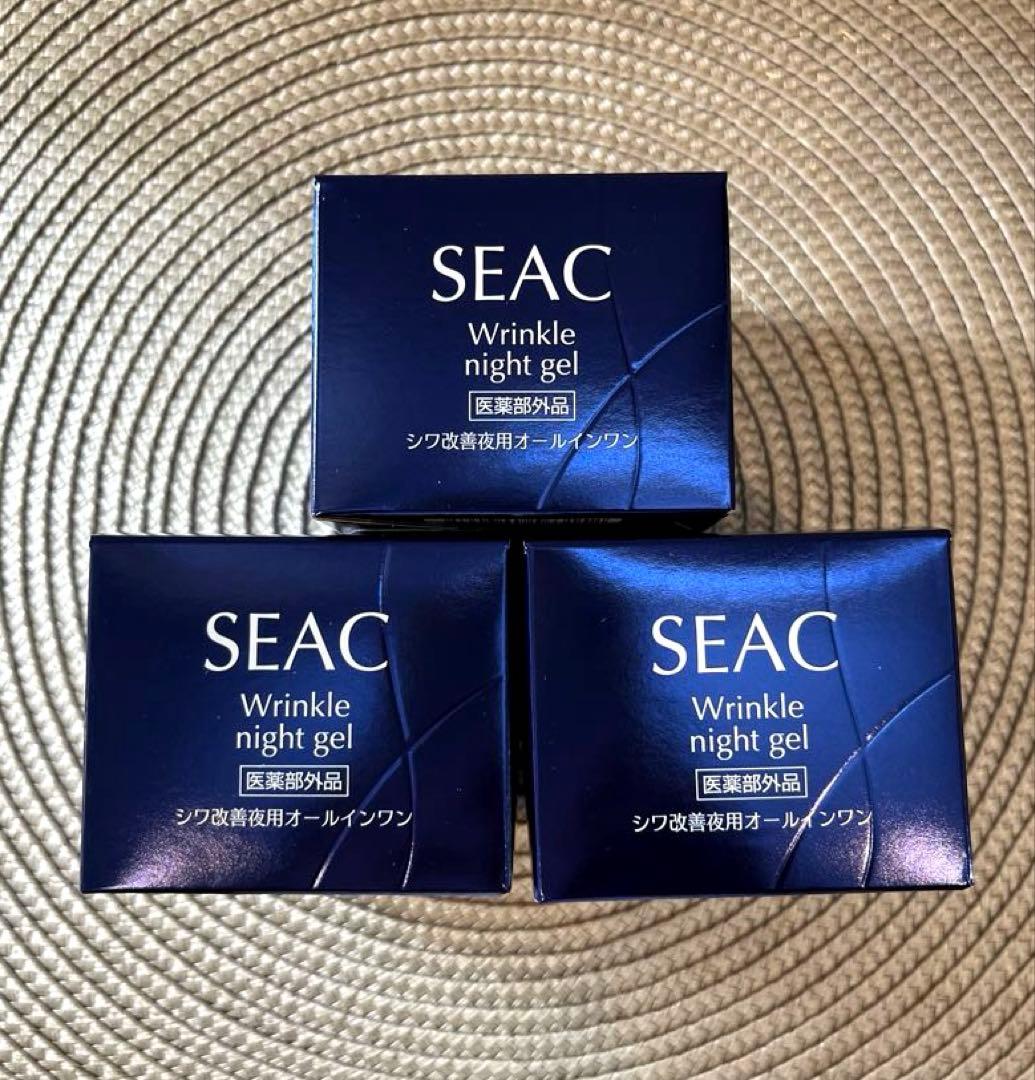 SEAC
Wrinkle
night gel
医薬部外品
シワ改善夜用オールインワン
SEAC
Wrinkle
night gel
医薬部外品
シワ改善夜用オールインワン
SEAC
Wrinkle
night gel
医薬部外品
シワ改善夜用オールインワン